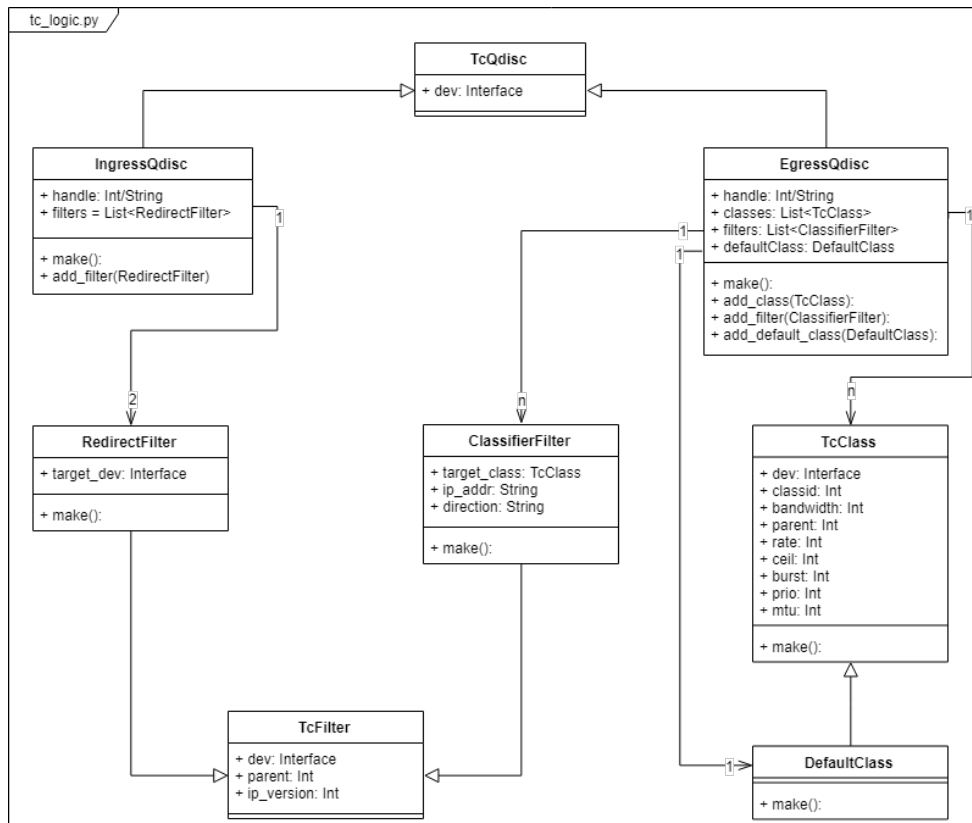 tc_logic.py
TcQdisc
+ dev: Interface
IngressQdisc
+ handle: Int/String
+ filters = List<RedirectFilter>
+ make():
+ add_filter(RedirectFilter)
EgressQdisc
+ handle: Int/String
+ classes: List<TcClass>
+ filters: List<ClassifierFilter>
+ defaultClass: DefaultClass
+ make():
+ add_class(TcClass):
+ add_filter(ClassifierFilter):
+ add_default_class(DefaultClass):
1
1
1
1
2
n
n
RedirectFilter
+ target_dev: Interface
+ make():
ClassifierFilter
+ target_class: TcClass
+ ip_addr: String
+ direction: String
+ make():
TcClass
+ dev: Interface
+ classid: Int
+ bandwidth: Int
+ parent: Int
+ rate: Int
+ ceil: Int
+ burst: Int
+ prio: Int
+ mtu: Int
+ make():
TcFilter
+ dev: Interface
+ parent: Int
+ ip_version: Int
1
DefaultClass
+ make():